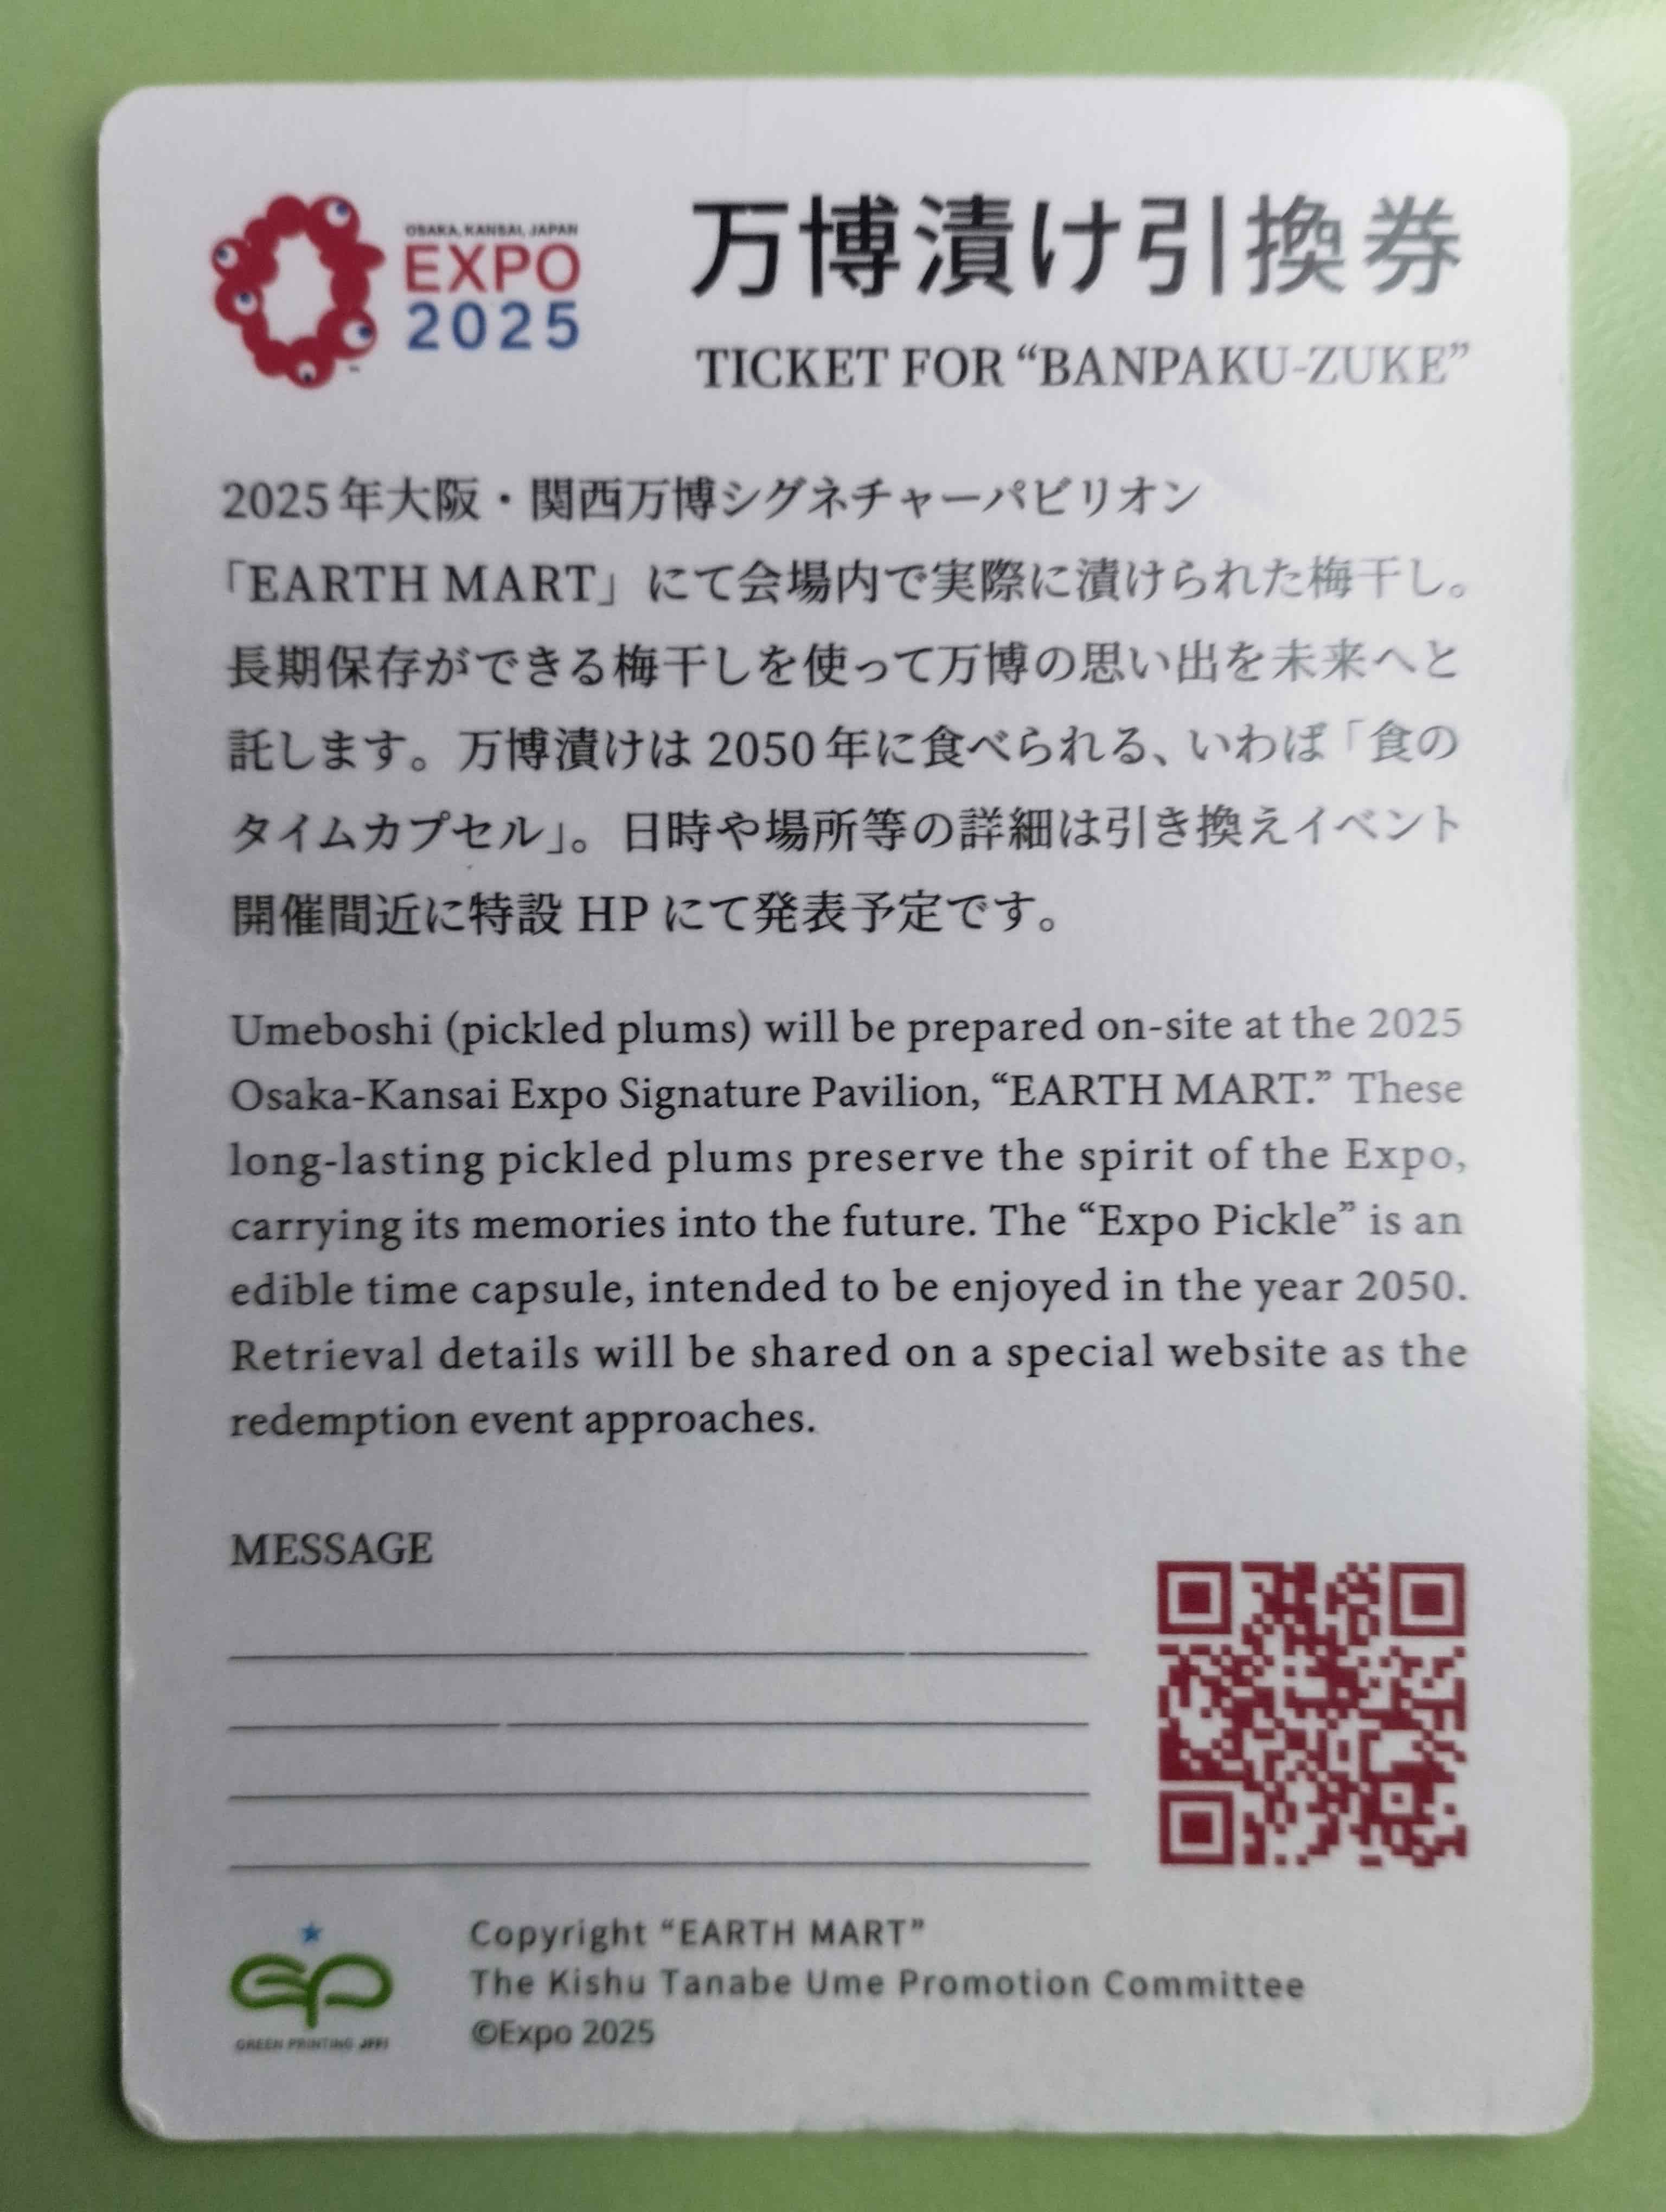 OSAKA, KANSAI, JAPAN
EXPO
2025
万博漬け引換券
TICKET FOR “BANPAKU-ZUKE”
2025年大阪・関西万博シグネチャーパビリオン
「EARTH MART」にて会場内で実際に漬けられた梅干し。
長期保存ができる梅干しを使って万博の思い出を未来へと
託します。万博漬けは2050年に食べられる、いわば「食の
タイムカプセル」。日時や場所等の詳細は引き換えイベント
開催間近に特設HPにて発表予定です。
Umeboshi (pickled plums) will be prepared on-site at the 2025
Osaka-Kansai Expo Signature Pavilion, “EARTH MART.” These
long-lasting pickled plums preserve the spirit of the Expo,
carrying its memories into the future. The “Expo Pickle” is an
edible time capsule, intended to be enjoyed in the year 2050.
Retrieval details will be shared on a special website as the
redemption event approaches.
MESSAGE
Copyright “EARTH MART”
The Kishu Tanabe Ume Promotion Committee
©Expo 2025
GREEN PRINTING JFPI